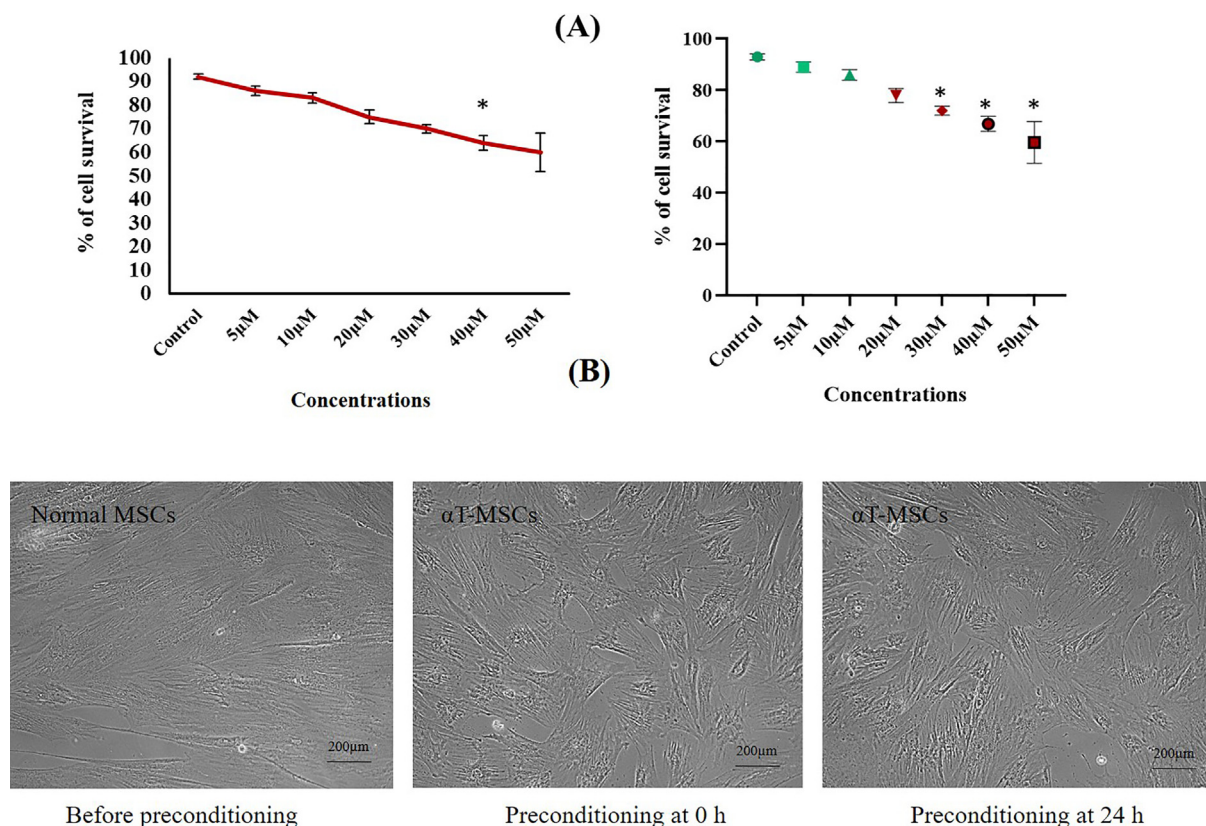 (A)
% of cell survival
100
90
80
70
60
50
40
30
20
10
0
*
Control
5µM
10µM
20µM
30µM
40µM
50µM
Concentrations
% of cell survival
100
80
60
40
80
0
*
*
*
Control
5µM
10µM
20µM
30µM
40µM
50µM
Concentrations
(B)
Normal MSCs
200µm
Before preconditioning
αT-MSCs
200µm
Preconditioning at 0 h
αT-MSCs
200µm
Preconditioning at 24 h